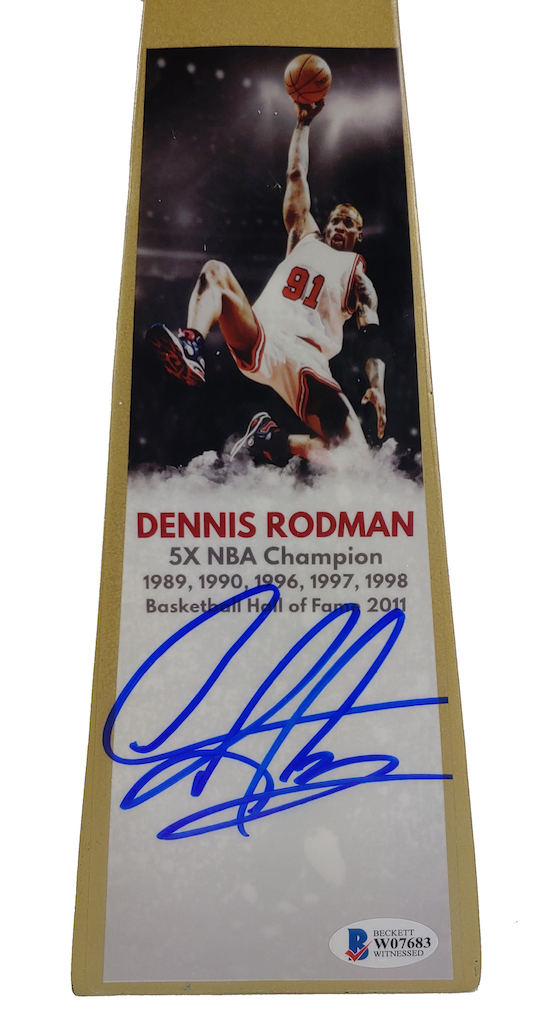 91
DENNIS RODMAN
5X NBA Champion
1989, 1990, 1996, 1997, 1998
Basketball Hall of Fame 2011
BECKETT
W07683
WITNESSED